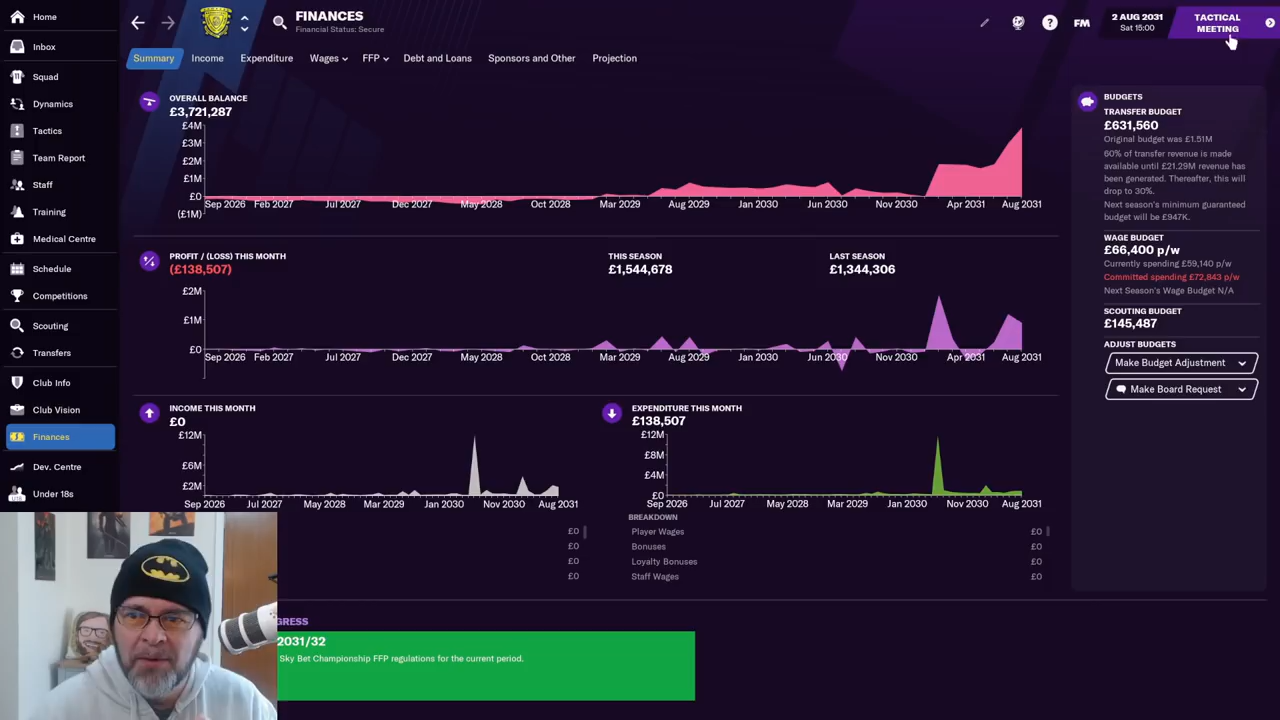 Home
Inbox
Squad
Dynamics
Tactics
Team Report
Staff
Training
Medical Centre
Schedule
Competitions
Scouting
Transfers
Club Info
Club Vision
Finances
Dev. Centre
Under 18s
FINANCES
Financial Status: Secure
FM
2 AUG 2031
Sat 15:00
TACTICAL
MEETING
Summary
Income
Expenditure
Wages
FFP
Debt and Loans
Sponsors and Other
Projection
OVERALL BALANCE
£3,721,287
£4M
£3M
£2M
£1M
£0
(£1M)
Sep 2026 Feb 2027 Jul 2027 Dec 2027 May 2028 Oct 2028 Mar 2029 Aug 2029 Jan 2030 Jun 2030 Nov 2030 Apr 2031 Aug 2031
PROFIT / (LOSS) THIS MONTH
(£138,507)
THIS SEASON
£1,544,678
LAST SEASON
£1,344,306
£2M
£1M
£0
Sep 2026 Feb 2027 Jul 2027 Dec 2027 May 2028 Oct 2028 Mar 2029 Aug 2029 Jan 2030 Jun 2030 Nov 2030 Apr 2031 Aug 2031
INCOME THIS MONTH
£0
£12M
£6M
£2M
Sep 2026 Jul 2027 May 2028 Mar 2029 Jan 2030 Nov 2030 Aug 2031
£0
£0
£0
£0
EXPENDITURE THIS MONTH
£138,507
£12M
£8M
£4M
£0
Sep 2026 Jul 2027 May 2028 Mar 2029 Jan 2030 Nov 2030 Aug 2031
BREAKDOWN
Player Wages £0
Bonuses £0
Loyalty Bonuses £0
Staff Wages £0
GRESS
2031/32
Sky Bet Championship FFP regulations for the current period.
BUDGETS
TRANSFER BUDGET
£631,560
Original budget was £1.51M
60% of transfer revenue is made
available until £21.29M revenue has
been generated. Thereafter, this will
drop to 30%.
Next season's minimum guaranteed
budget will be £947K.
WAGE BUDGET
£66,400 p/w
Currently spending £59,140 p/w
Committed spending £72,843 p/w
Next Season's Wage Budget N/A
SCOUTING BUDGET
£145,487
ADJUST BUDGETS
Make Budget Adjustment
Make Board Request